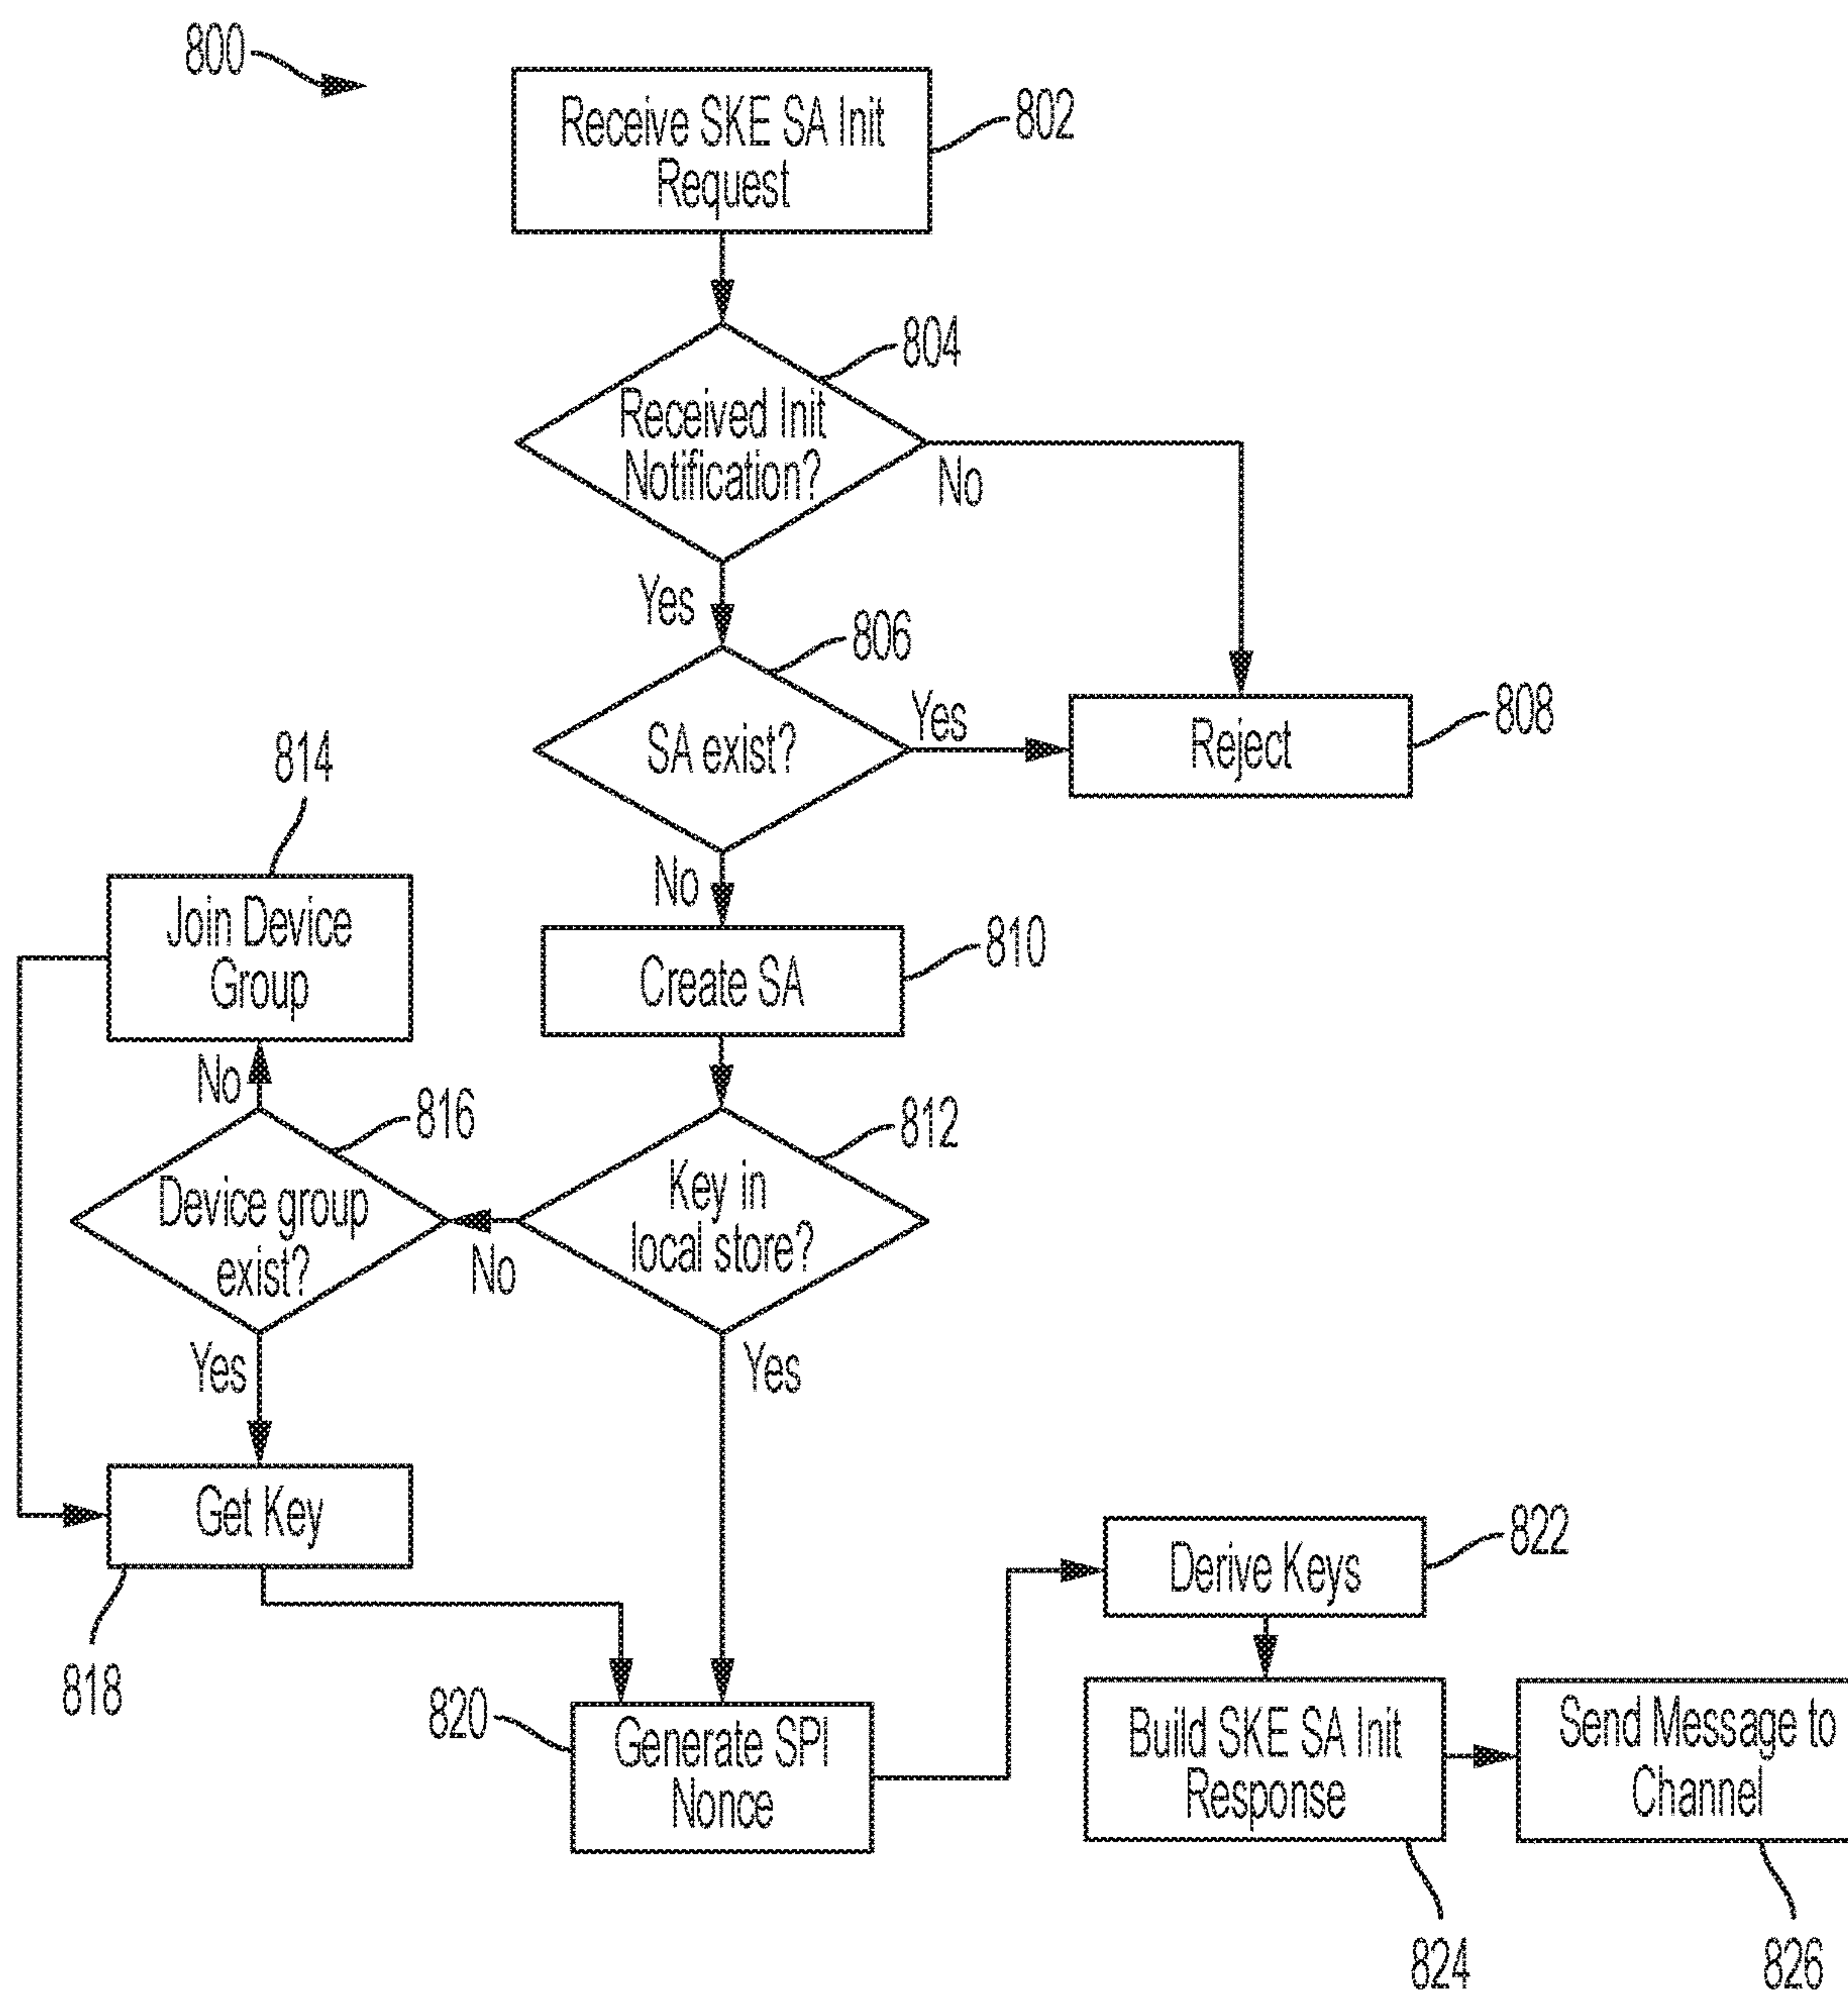 800
Receive SKE SA Init
Request
802
804
Received Init
Notification?
No
Yes
806
SA exist?
Yes
Reject
808
No
814
Join Device
Group
Create SA
810
No
816
Device group
exist?
No
812
Key in
local store?
Yes
Yes
Get Key
818
820
Generate SPI
Nonce
Derive Keys
822
Build SKE SA Init
Response
824
Send Message to
Channel
826